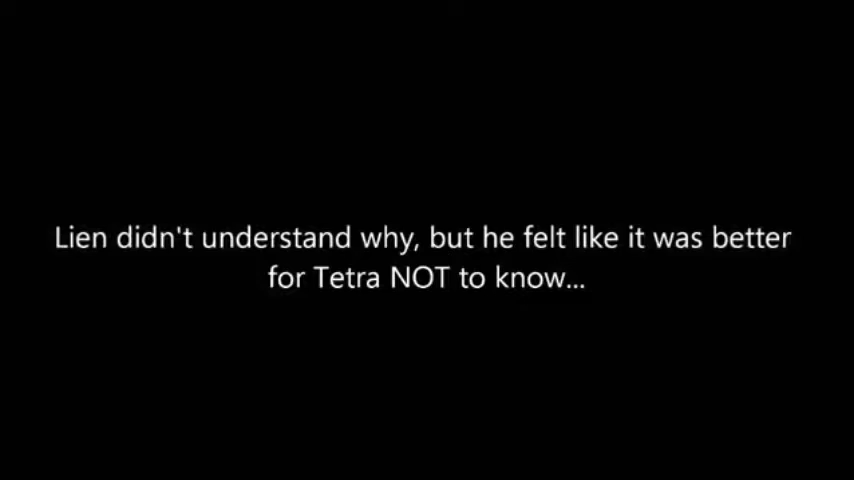 Lien didn't understand why, but he felt like it was better
for Tetra NOT to know...